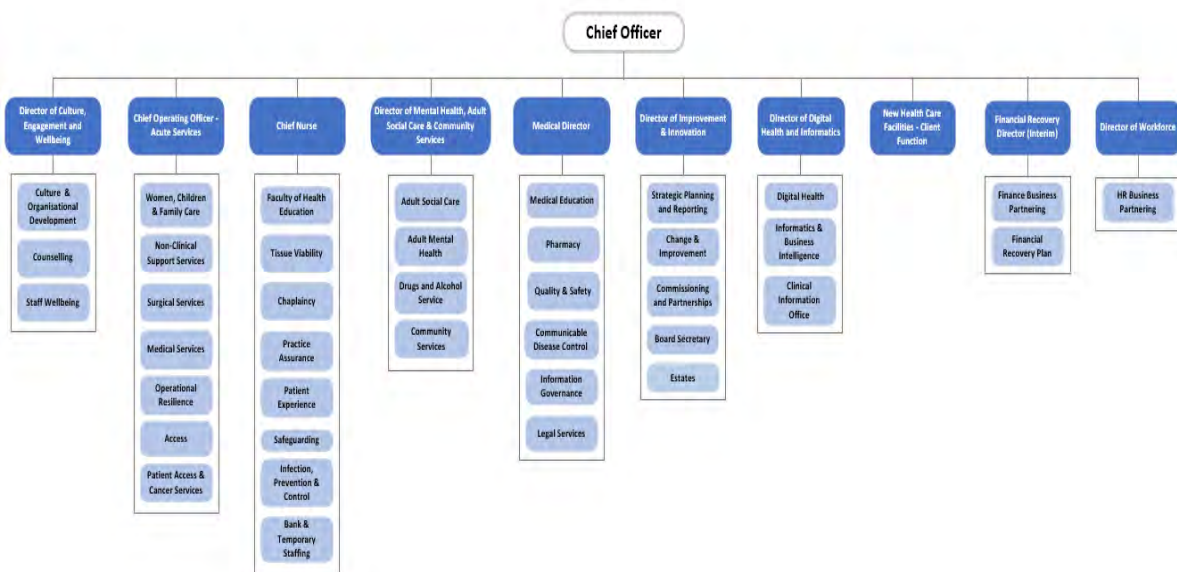 Chief Officer
Director of Culture,
Engagement and
Wellbeing
Culture &
Organisational
Development
Counselling
Staff Wellbeing
Chief Operating Officer -
Acute Services
Women, Children
& Family Care
Non-Clinical
Support Services
Surgical Services
Medical Services
Operational
Resilience
Access
Patient Access &
Cancer Services
Chief Nurse
Faculty of Health
Education
Tissue Viability
Chaplaincy
Practice
Assurance
Patient
Experience
Safeguarding
Infection,
Prevention &
Control
Bank &
Temporary
Staffing
Director of Mental Health, Adult
Social Care & Community
Services
Adult Social Care
Adult Mental
Health
Drugs and Alcohol
Service
Community
Services
Medical Director
Medical Education
Pharmacy
Quality & Safety
Communicable
Disease Control
Information
Governance
Legal Services
Director of Improvement
& Innovation
Strategic Planning
and Reporting
Change &
Improvement
Commissioning
and Partnerships
Board Secretary
Estates
Director of Digital
Health and Informatics
Digital Health
Informatics &
Business
Intelligence
Clinical
Information
Office
New Health Care
Facilities - Client
Function
Financial Recovery
Director (Interim)
Finance Business
Partnering
Financial
Recovery Plan
Director of Workforce
HR Business
Partnering